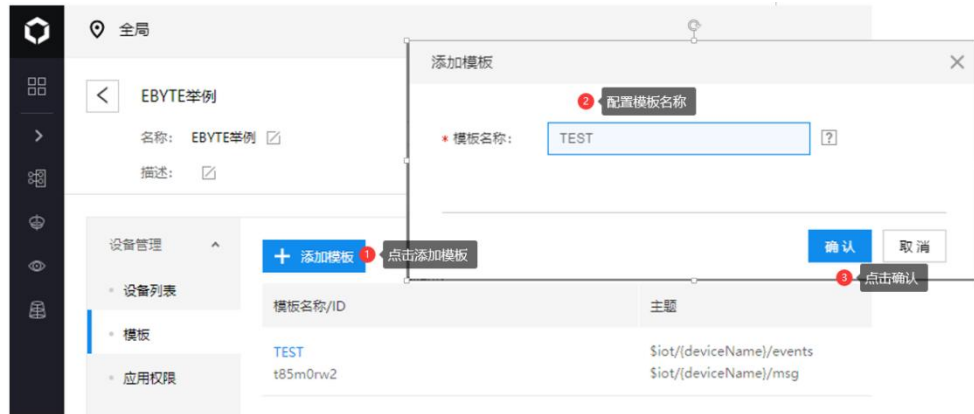 全局
添加模板
2 配置模板名称
* 模板名称: TEST ?
确认 取消
3 点击确认
EBYTE举例
名称: EBYTE举例
描述:
设备管理
设备列表
模板
应用权限
+ 添加模板 1 点击添加模板
模板名称/ID 主题
TEST $iot/{deviceName}/events
t85m0rw2 $iot/{deviceName}/msg